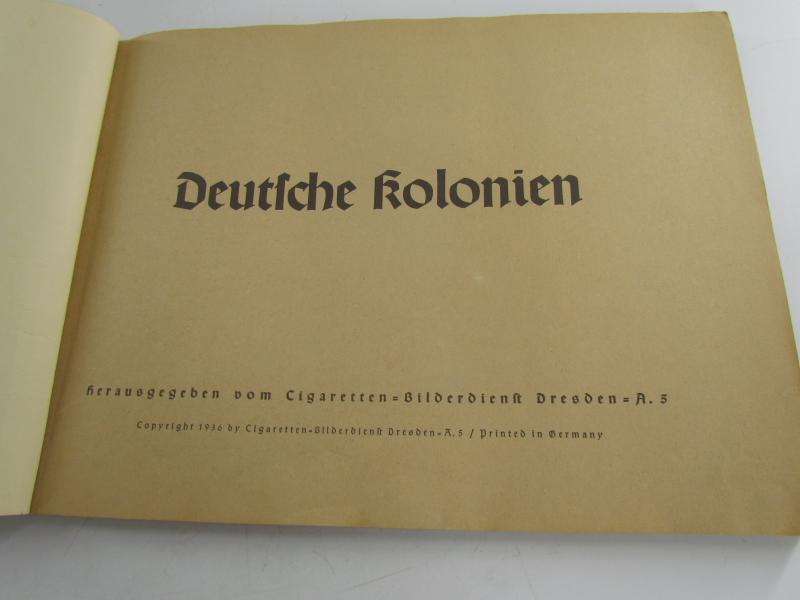 Deutſche Kolonien
Herausgegeben vom Cigaretten=Bilderdienſt Dresden=A. 5
Copyright 1936 by Cigaretten=Bilderdienſt Dresden=A. 5 / Printed in Germany